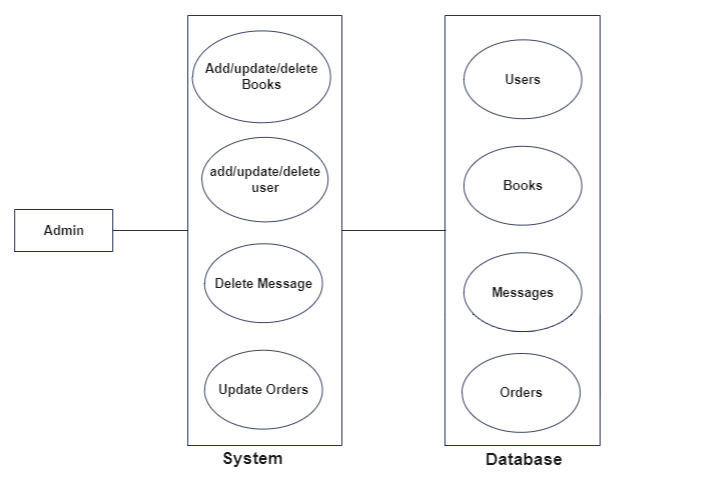 Add/update/delete
Books
add/update/delete
user
Admin
Delete Message
Update Orders
System
Users
Books
Messages
Orders
Database